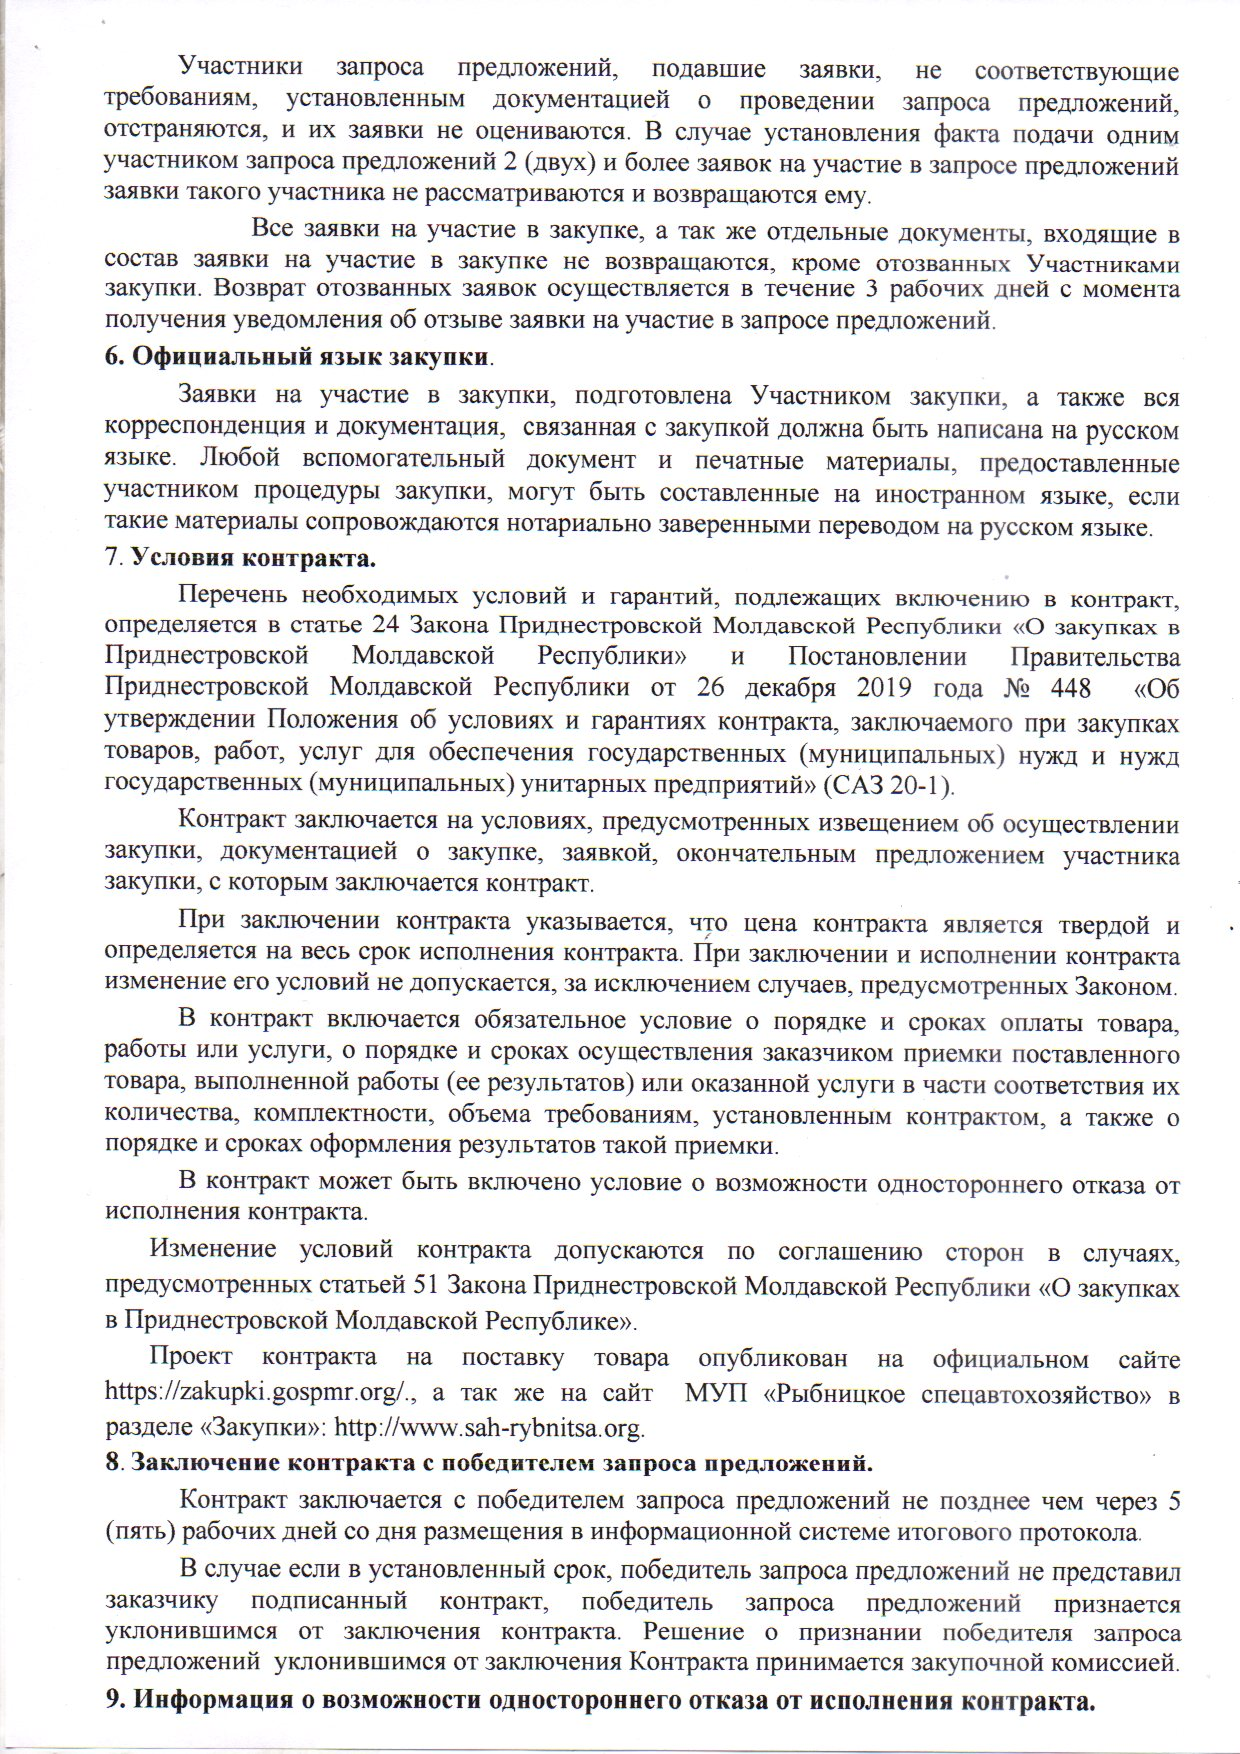 Участники запроса предложений, подавшие заявки, не соответствующие
требованиям, установленным документацией о проведении запроса предложений,
отстраняются, и их заявки не оцениваются. В случае установления факта подачи одним
участником запроса предложений 2 (двух) и более заявок на участие в запросе предложений
заявки такого участника не рассматриваются и возвращаются ему.
Все заявки на участие в закупке, а так же отдельные документы, входящие в
состав заявки на участие в закупке не возвращаются, кроме отозванных Участниками
закупки. Возврат отозванных заявок осуществляется в течение 3 рабочих дней с момента
получения уведомления об отзыве заявки на участие в запросе предложений.
6. Официальный язык закупки.
Заявки на участие в закупки, подготовлена Участником закупки, а также вся
корреспонденция и документация, связанная с закупкой должна быть написана на русском
языке. Любой вспомогательный документ и печатные материалы, предоставленные
участником процедуры закупки, могут быть составленные на иностранном языке, если
такие материалы сопровождаются нотариально заверенными переводом на русском языке.
7. Условия контракта.
Перечень необходимых условий и гарантий, подлежащих включению в контракт,
определяется в статье 24 Закона Приднестровской Молдавской Республики «О закупках в
Приднестровской Молдавской Республики» и Постановлении Правительства
Приднестровской Молдавской Республики от 26 декабря 2019 года № 448 «Об
утверждении Положения об условиях и гарантиях контракта, заключаемого при закупках
товаров, работ, услуг для обеспечения государственных (муниципальных) нужд и нужд
государственных (муниципальных) унитарных предприятий» (САЗ 20-1).
Контракт заключается на условиях, предусмотренных извещением об осуществлении
закупки, документацией о закупке, заявкой, окончательным предложением участника
закупки, с которым заключается контракт.
При заключении контракта указывается, что цена контракта является твердой и
определяется на весь срок исполнения контракта. При заключении и исполнении контракта
изменение его условий не допускается, за исключением случаев, предусмотренных Законом.
В контракт включается обязательное условие о порядке и сроках оплаты товара,
работы или услуги, о порядке и сроках осуществления заказчиком приемки поставленного
товара, выполненной работы (ее результатов) или оказанной услуги в части соответствия их
количества, комплектности, объема требованиям, установленным контрактом, а также о
порядке и сроках оформления результатов такой приемки.
В контракт может быть включено условие о возможности одностороннего отказа от
исполнения контракта.
Изменение условий контракта допускаются по соглашению сторон в случаях,
предусмотренных статьей 51 Закона Приднестровской Молдавской Республики «О закупках
в Приднестровской Молдавской Республике».
Проект контракта на поставку товара опубликован на официальном сайте
https://zakupki.gospmr.org/., а так же на сайт МУП «Рыбницкое спецавтохозяйство» в
разделе «Закупки»: http://www.sah-rybnitsa.org.
8. Заключение контракта с победителем запроса предложений.
Контракт заключается с победителем запроса предложений не позднее чем через 5
(пять) рабочих дней со дня размещения в информационной системе итогового протокола.
В случае если в установленный срок, победитель запроса предложений не представил
заказчику подписанный контракт, победитель запроса предложений признается
уклонившимся от заключения контракта. Решение о признании победителя запроса
предложений уклонившимся от заключения Контракта принимается закупочной комиссией.
9. Информация о возможности одностороннего отказа от исполнения контракта.